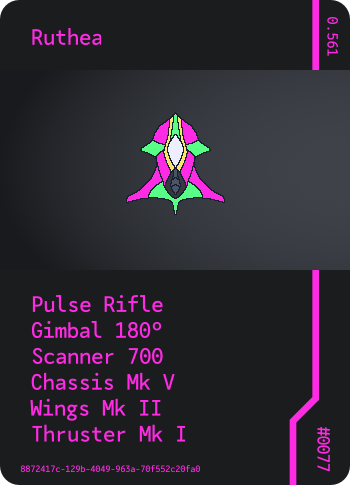 Ruthea
0.561
Pulse Rifle
Gimbal 180°
Scanner 700
Chassis Mk V
Wings Mk II
Thruster Mk I
#0077
8872417c-129b-4049-963a-70f552c20fa0